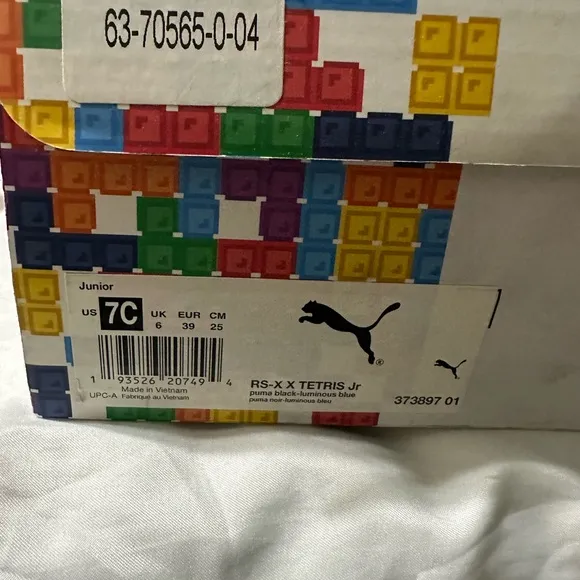 63-70565-0-04
Junior
US 7C UK 6 EUR 39 CM 25
1 93526 20749 4
Made in Vietnam
UPC-A Fabriqué au Vietnam
RS-X X TETRIS Jr
puma black-luminous blue
puma noir-luminous bleu
373897 01
®